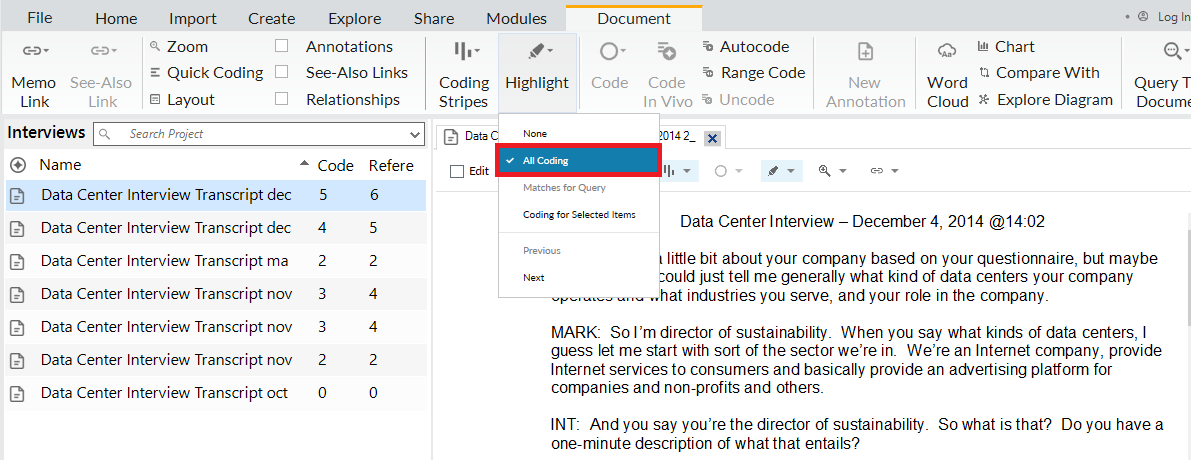 File Home Import Create Explore Share Modules Document Log In
Zoom Annotations Autocode Chart
Quick Coding See-Also Links Range Code Compare With
Layout Relationships Uncode Explore Diagram
Memo Link
See-Also Link
Coding Stripes
Highlight
Code
Code In Vivo
New Annotation
Word Cloud
Query T
Docume
Interviews Search Project
Name Code Refere
Data Center Interview Transcript dec 5 6
Data Center Interview Transcript dec 4 5
Data Center Interview Transcript ma 2 2
Data Center Interview Transcript nov 3 4
Data Center Interview Transcript nov 3 4
Data Center Interview Transcript nov 2 2
Data Center Interview Transcript oct 0 0
None
All Coding
Matches for Query
Coding for Selected Items
Previous
Next
Data C 2014 2_
Edit
Data Center Interview – December 4, 2014 @14:02
a little bit about your company based on your questionnaire, but maybe
could just tell me generally what kind of data centers your company
operates and what industries you serve, and your role in the company.
MARK: So I'm director of sustainability. When you say what kinds of data centers, I
guess let me start with sort of the sector we're in. We're an Internet company, provide
Internet services to consumers and basically provide an advertising platform for
companies and non-profits and others.
INT: And you say you're the director of sustainability. So what is that? Do you have a
one-minute description of what that entails?